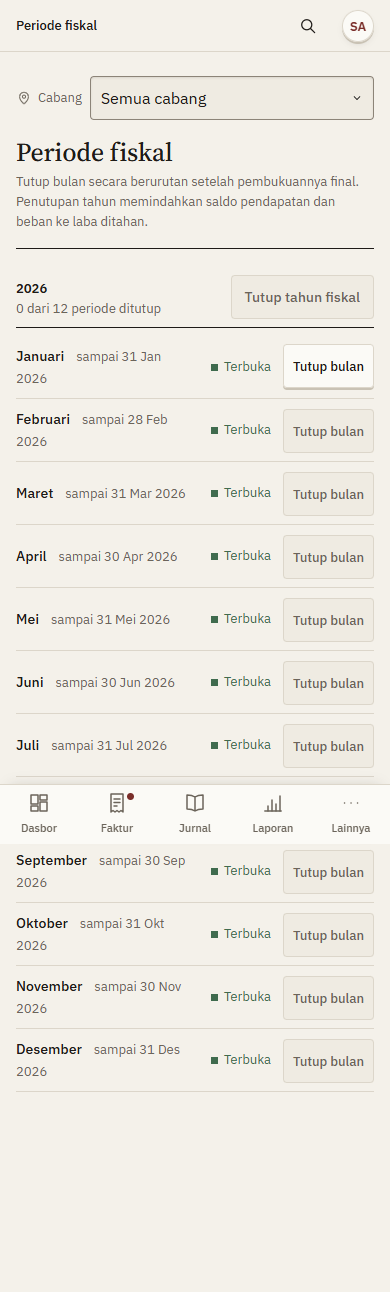 Periode fiskal
SA
Cabang
Semua cabang
Periode fiskal
Tutup bulan secara berurutan setelah pembukuannya final.
Penutupan tahun memindahkan saldo pendapatan dan
beban ke laba ditahan.
2026
0 dari 12 periode ditutup
Tutup tahun fiskal
Januari sampai 31 Jan
2026
Terbuka
Tutup bulan
Februari sampai 28 Feb
2026
Terbuka
Tutup bulan
Maret sampai 31 Mar 2026
Terbuka
Tutup bulan
April sampai 30 Apr 2026
Terbuka
Tutup bulan
Mei sampai 31 Mei 2026
Terbuka
Tutup bulan
Juni sampai 30 Jun 2026
Terbuka
Tutup bulan
Juli sampai 31 Jul 2026
Terbuka
Tutup bulan
Dasbor
Faktur
Jurnal
Laporan
Lainnya
September sampai 30 Sep
2026
Terbuka
Tutup bulan
Oktober sampai 31 Okt
2026
Terbuka
Tutup bulan
November sampai 30 Nov
2026
Terbuka
Tutup bulan
Desember sampai 31 Des
2026
Terbuka
Tutup bulan